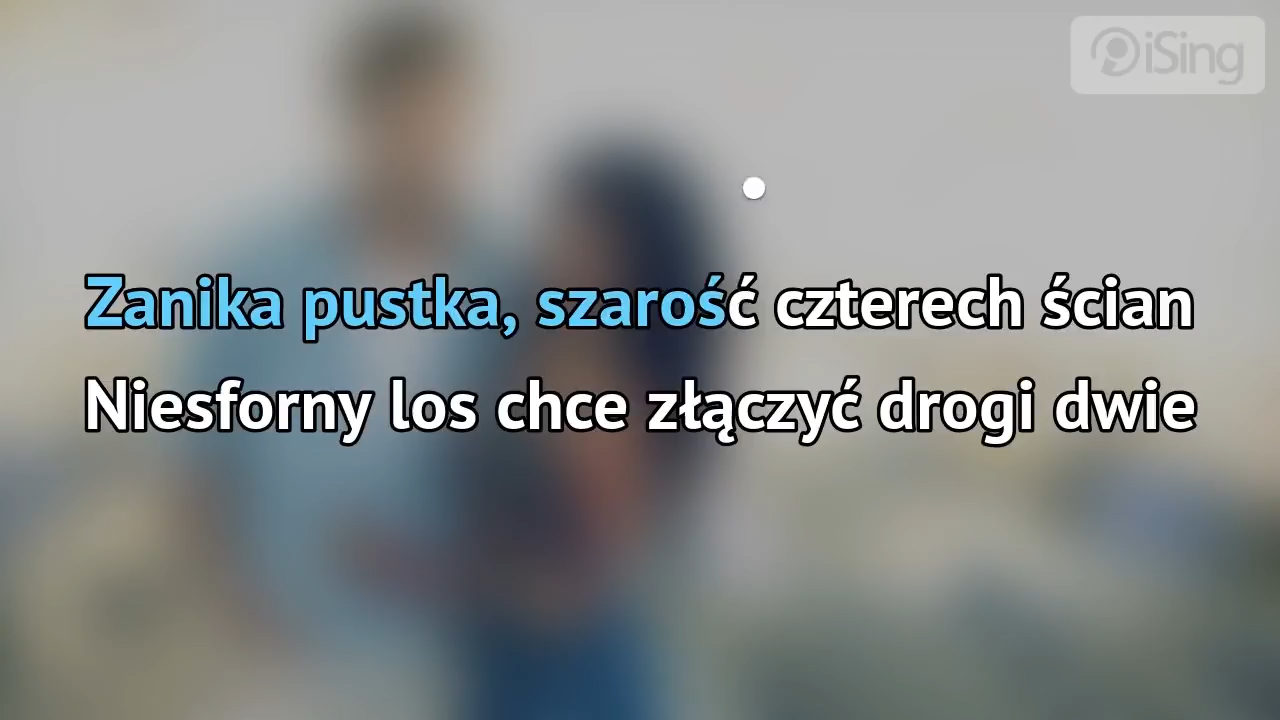 iSing
Zanika pustka, szarość czterech ścian
Niesforny los chce złączyć drogi dwie